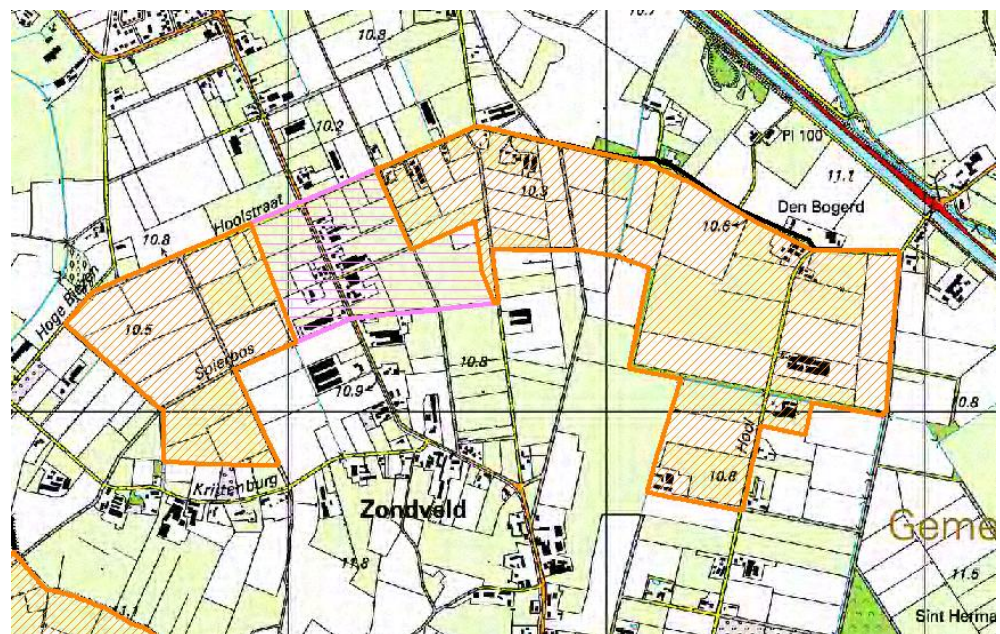 10.8
10.2
Pl 100
11.1
10.3
Den Bogerd
Hoolstraat
10.6
10.8
Hoge Biezen
10.5
Spierbos
10.8
10.9
10.8
Hool
10.8
Krijtenburg
Zondveld
Geme
11.8
11.5
11.1
Sint Herma